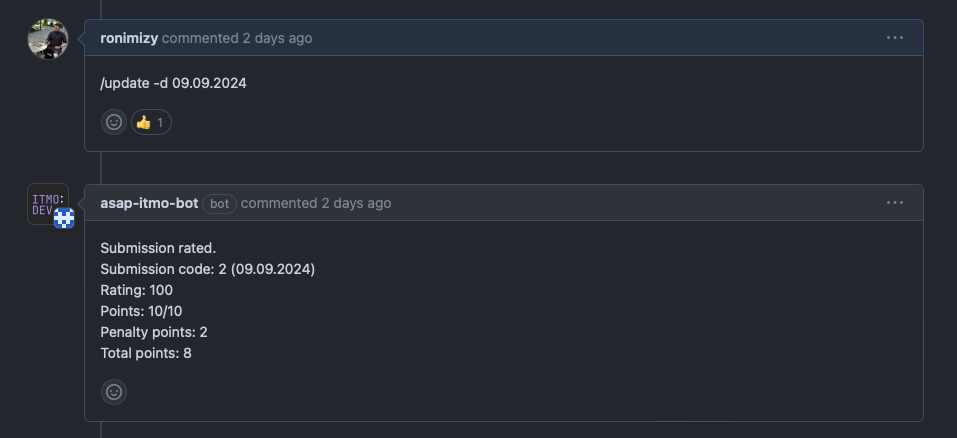 ronimizy commented 2 days ago
/update -d 09.09.2024
👍 1
ITMO:
DEV
asap-itmo-bot bot commented 2 days ago
Submission rated.
Submission code: 2 (09.09.2024)
Rating: 100
Points: 10/10
Penalty points: 2
Total points: 8